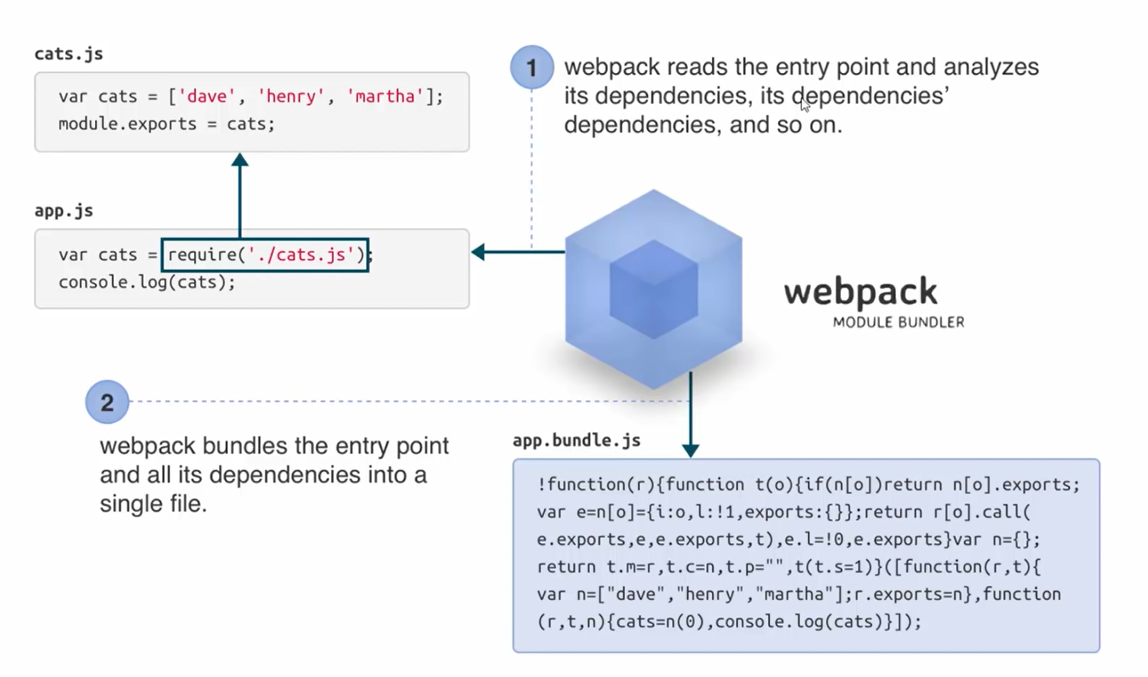 cats.js
var cats = ['dave', 'henry', 'martha'];
module.exports = cats;
app.js
var cats = require('./cats.js');
console.log(cats);
1
webpack reads the entry point and analyzes
its dependencies, its dependencies’
dependencies, and so on.
webpack
MODULE BUNDLER
2
webpack bundles the entry point
and all its dependencies into a
single file.
app.bundle.js
!function(r){function t(o){if(n[o])return n[o].exports;
var e=n[o]={i:o,l:!1,exports:{}};return r[o].call(
e.exports,e,e.exports,t),e.l=!0,e.exports}var n={};
return t.m=r,t.c=n,t.p="",t(t.s=1)}([function(r,t){
var n=["dave","henry","martha"];r.exports=n},function
(r,t,n){cats=n(0),console.log(cats)}]);